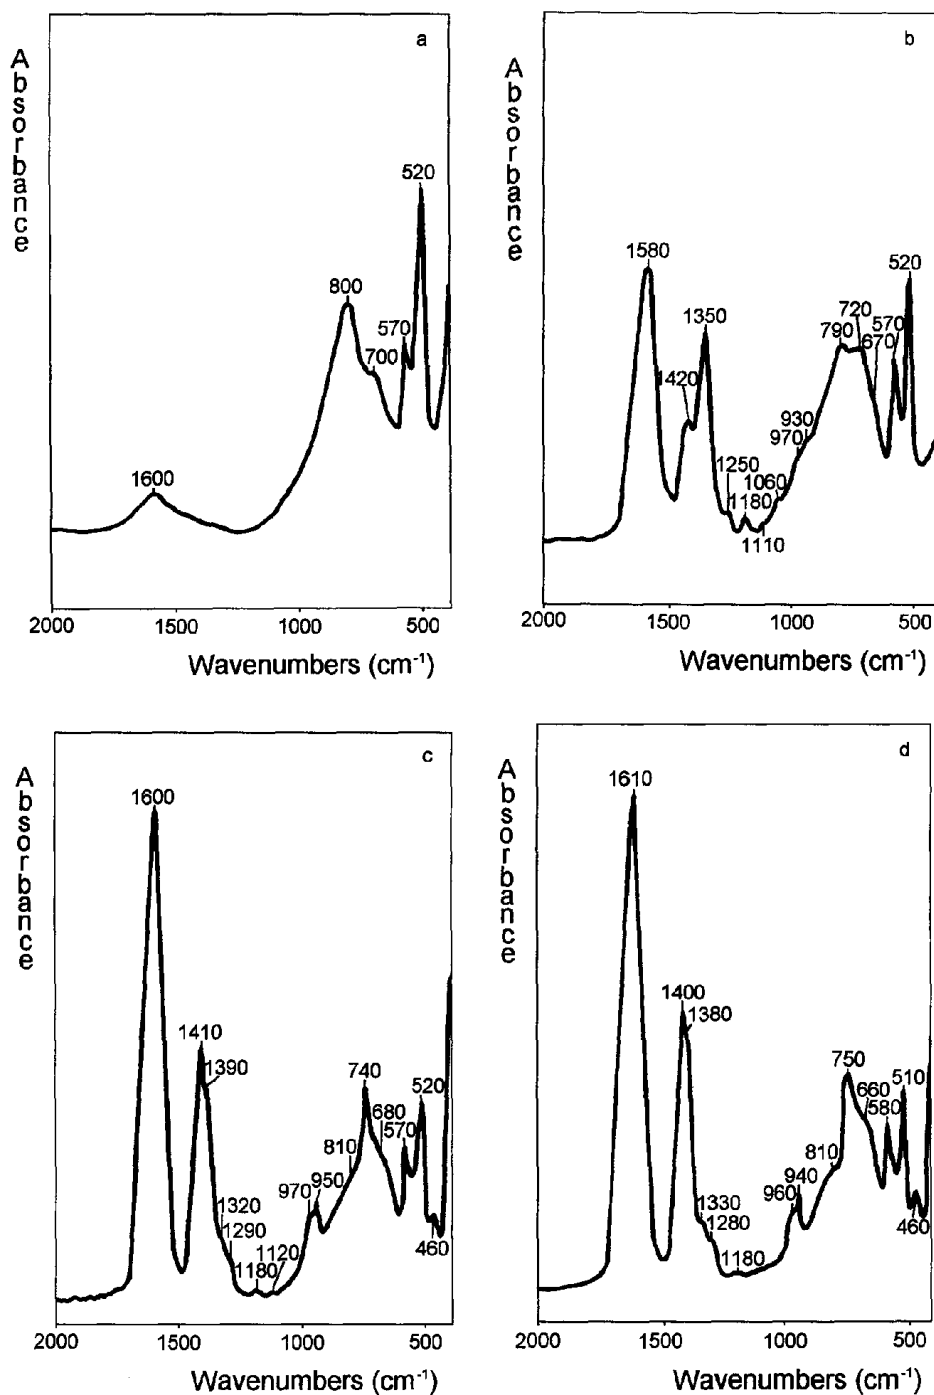 a
Absorbance
520
800
570
700
1600
2000 1500 1000 500
Wavenumbers (cm-1)
b
Absorbance
1580
520
1350
720
570
790
670
1420
930
970
1250
1060
1180
1110
2000 1500 1000 500
Wavenumbers (cm-1)
c
Absorbance
1600
1410
1390
740
520
680
570
810
970 950
1320
1290
1120
1180
460
2000 1500 1000 500
Wavenumbers (cm-1)
d
Absorbance
1610
1400
1380
750
510
660
580
810
940
960
1330
1280
1180
460
2000 1500 1000 500
Wavenumbers (cm-1)